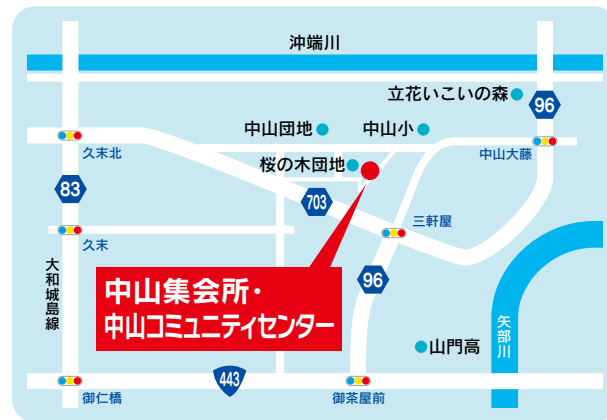 沖端川
立花いこいの森
96
中山団地
中山小
久末北
中山大藤
桜の木団地
83
703
三軒屋
久末
大和城島線
中山集会所・
中山コミュニティセンター
96
矢部川
山門高
443
御仁橋
御茶屋前